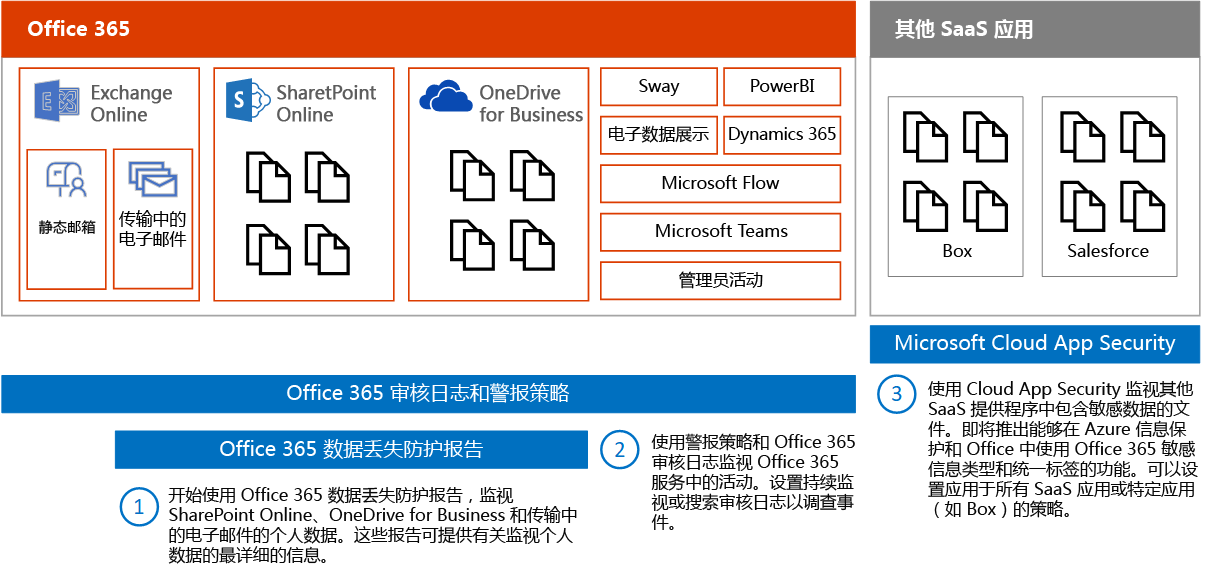 Office 365
Exchange
Online
静态邮箱
传输中的
电子邮件
SharetPoint
Online
OneDrive
for Business
Sway
PowerBI
电子数据展示
Dynamics 365
Microsoft Flow
Microsoft Teams
管理员活动
其他 SaaS 应用
Box
Salesforce
Office 365 审核日志和警报策略
Office 365 数据丢失防护报告
1
开始使用 Office 365 数据丢失防护报告，监视
SharePoint Online、OneDrive for Business 和传输中
的电子邮件的个人数据。这些报告可提供有关监视个人
数据的最详细的信息。
2
使用警报策略和 Office 365
审核日志监视 Office 365
服务中的活动。设置持续监
视或搜索审核日志以调查事
件。
Microsoft Cloud App Security
3
使用 Cloud App Security 监视其他
SaaS 提供程序中包含敏感数据的文
件。即将推出能够在 Azure 信息保
护和 Office 中使用 Office 365 敏感
信息类型和统一标签的功能。可以设
置应用于所有 SaaS 应用或特定应用
（如 Box）的策略。